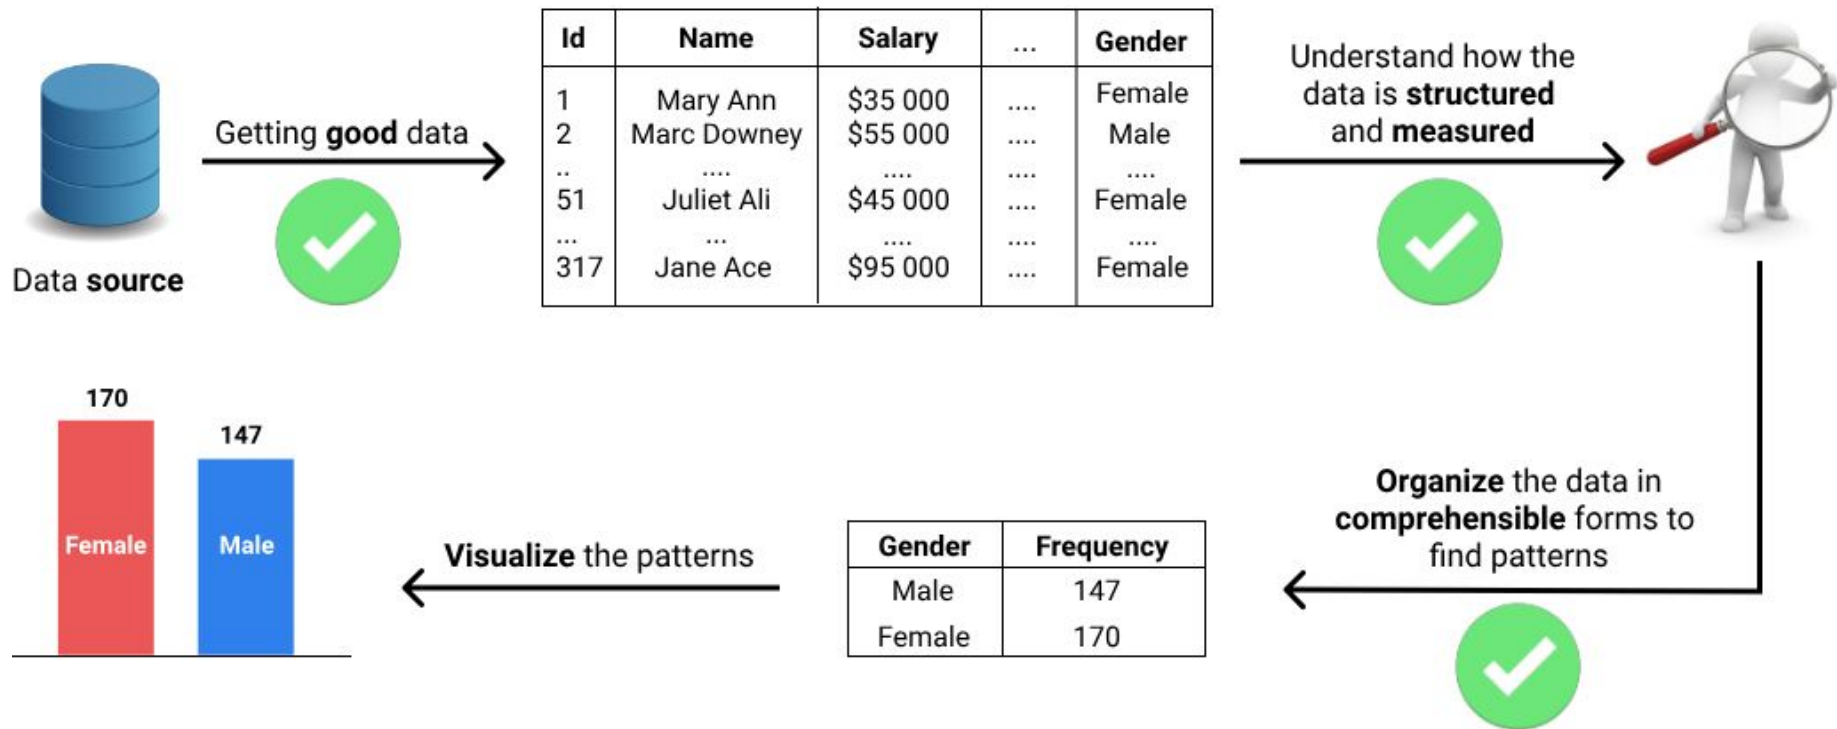 Data source
Getting good data
Id Name Salary ... Gender
1 Mary Ann $35 000 .... Female
2 Marc Downey $55 000 .... Male
.. .... .... .... ....
51 Juliet Ali $45 000 .... Female
... ... .... .... ....
317 Jane Ace $95 000 .... Female
Understand how the
data is structured
and measured
Organize the data in
comprehensible forms to
find patterns
Gender Frequency
Male 147
Female 170
Visualize the patterns
170
147
Female
Male